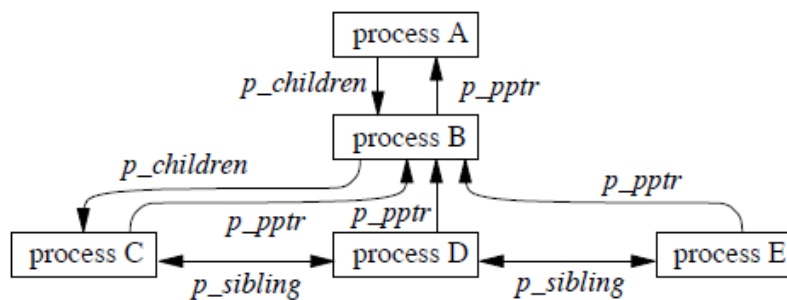 process A
p_children
p_pptr
process B
p_children
p_pptr
p_pptr
p_pptr
process C
process D
process E
p_sibling
p_sibling